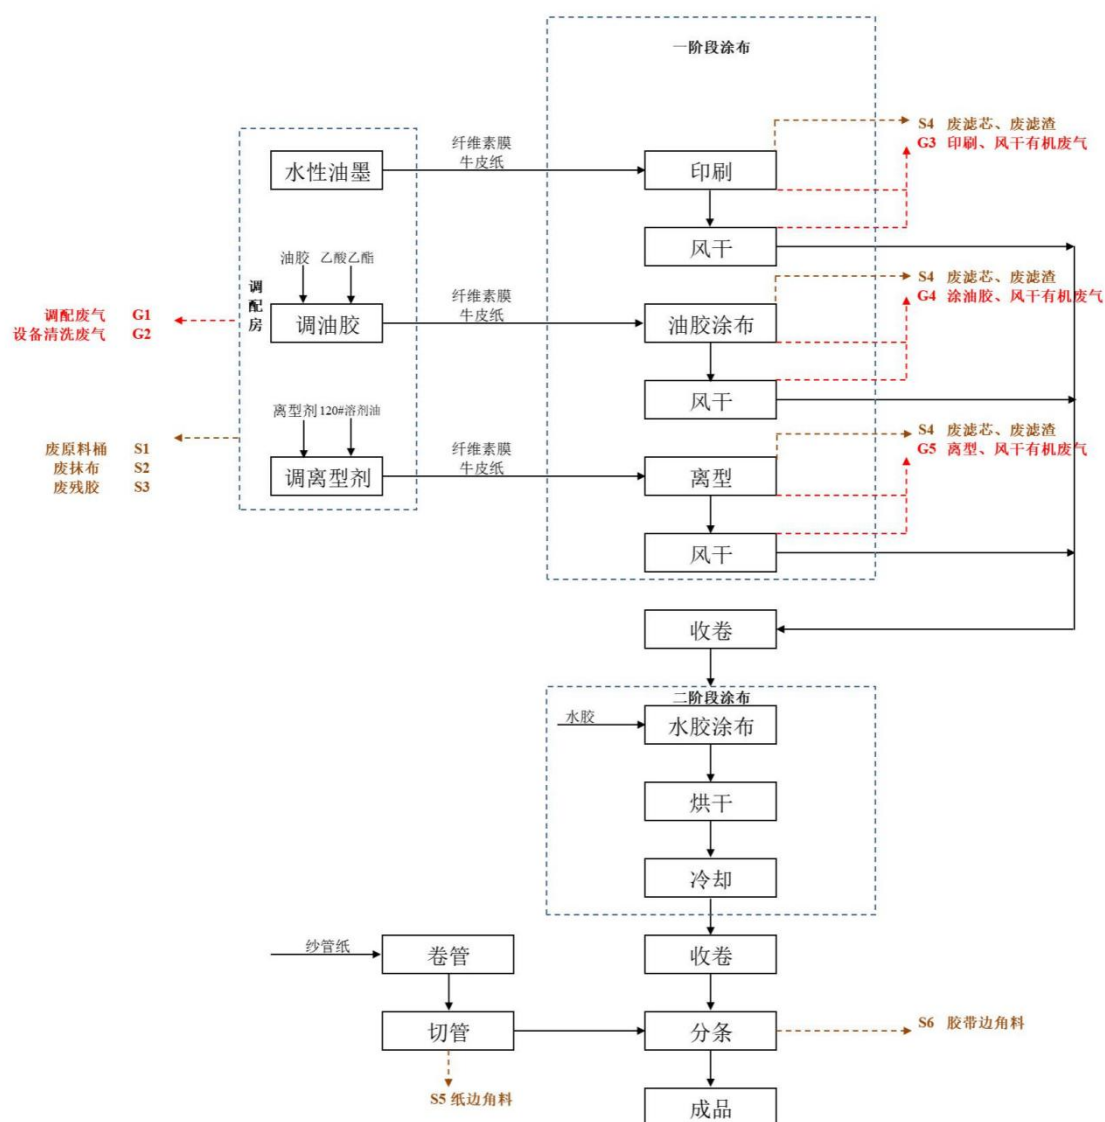 一阶段涂布
S4 废滤芯、废滤渣
G3 印刷、风干有机废气
水性油墨
纤维素膜
牛皮纸
印刷
风干
油胶 乙酸乙酯
调配房
调油胶
纤维素膜
牛皮纸
油胶涂布
S4 废滤芯、废滤渣
G4 涂油胶、风干有机废气
调配废气 G1
设备清洗废气 G2
风干
离型剂 120#溶剂油
调离型剂
纤维素膜
牛皮纸
离型
S4 废滤芯、废滤渣
G5 离型、风干有机废气
废原料桶 S1
废抹布 S2
废残胶 S3
风干
收卷
二阶段涂布
水胶
水胶涂布
烘干
冷却
纱管纸
卷管
收卷
切管
分条
S6 胶带边角料
S5 纸边角料
成品